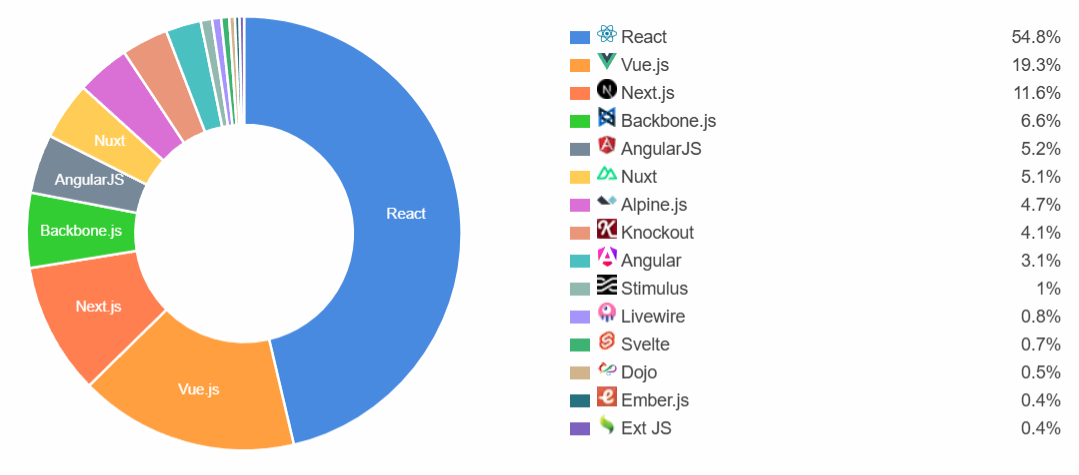 Nuxt
AngularJS
Backbone.js
Next.js
Vue.js
React
React 54.8%
Vue.js 19.3%
Next.js 11.6%
Backbone.js 6.6%
AngularJS 5.2%
Nuxt 5.1%
Alpine.js 4.7%
Knockout 4.1%
Angular 3.1%
Stimulus 1%
Livewire 0.8%
Svelte 0.7%
Dojo 0.5%
Ember.js 0.4%
Ext JS 0.4%